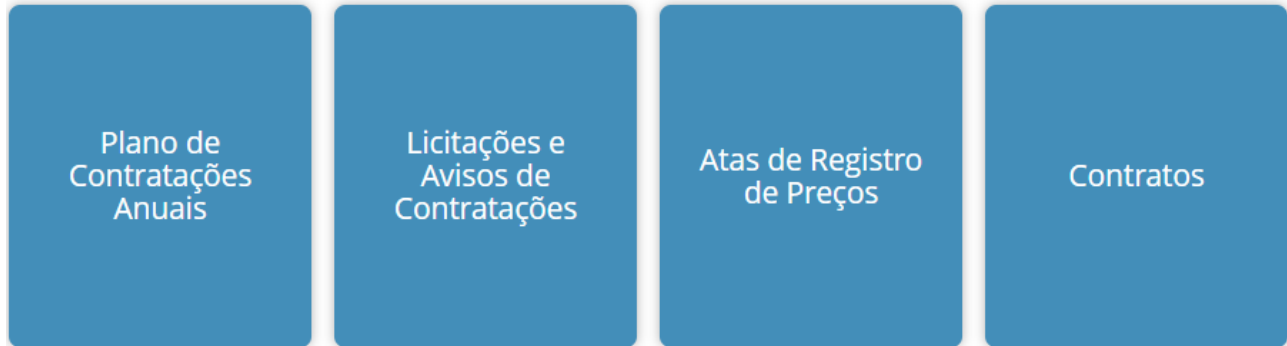 Plano de
Contratações
Anuais
Licitações e
Avisos de
Contratações
Atas de Registro
de Preços
Contratos